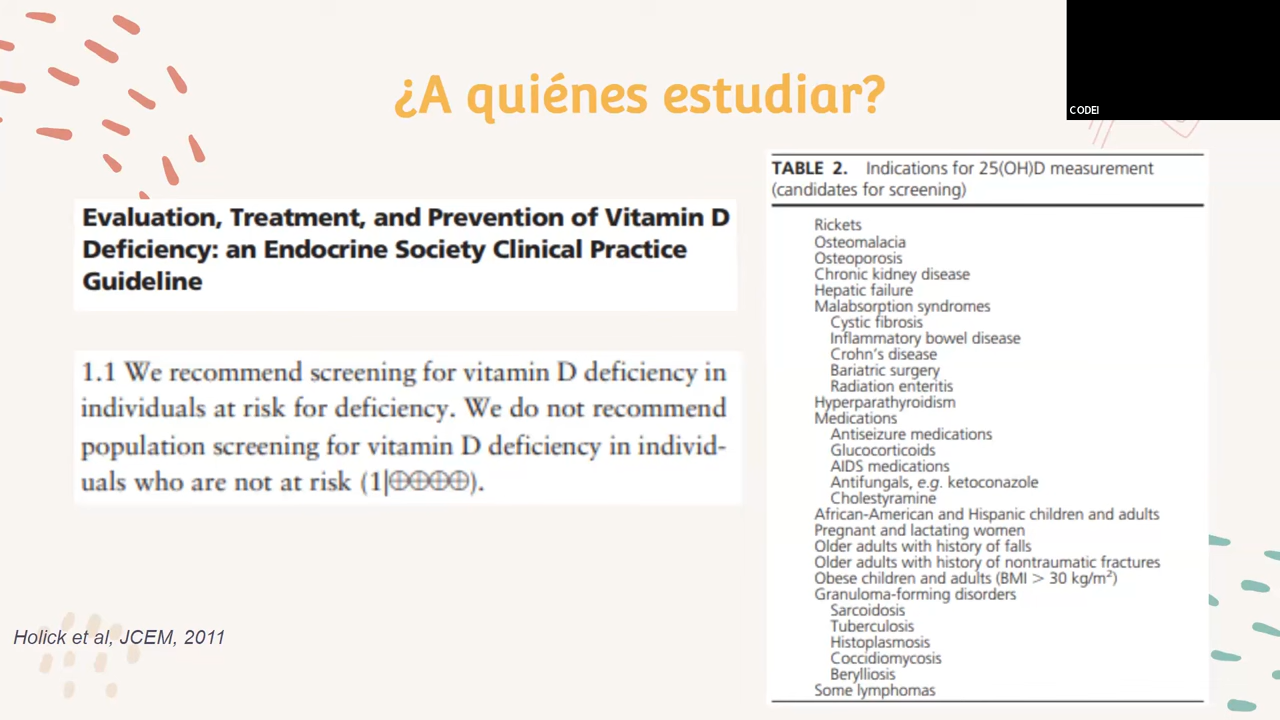 ¿A quiénes estudiar?
CODEI
Evaluation, Treatment, and Prevention of Vitamin D
Deficiency: an Endocrine Society Clinical Practice
Guideline
1.1 We recommend screening for vitamin D deficiency in
individuals at risk for deficiency. We do not recommend
population screening for vitamin D deficiency in individ-
uals who are not at risk (1|⊕⊕⊕⊕).
Holick et al, JCEM, 2011
TABLE 2. Indications for 25(OH)D measurement
(candidates for screening)
Rickets
Osteomalacia
Osteoporosis
Chronic kidney disease
Hepatic failure
Malabsorption syndromes
Cystic fibrosis
Inflammatory bowel disease
Crohn's disease
Bariatric surgery
Radiation enteritis
Hyperparathyroidism
Medications
Antiseizure medications
Glucocorticoids
AIDS medications
Antifungals, e.g. ketoconazole
Cholestyramine
African-American and Hispanic children and adults
Pregnant and lactating women
Older adults with history of falls
Older adults with history of nontraumatic fractures
Obese children and adults (BMI > 30 kg/m²)
Granuloma-forming disorders
Sarcoidosis
Tuberculosis
Histoplasmosis
Coccidiomycosis
Berylliosis
Some lymphomas